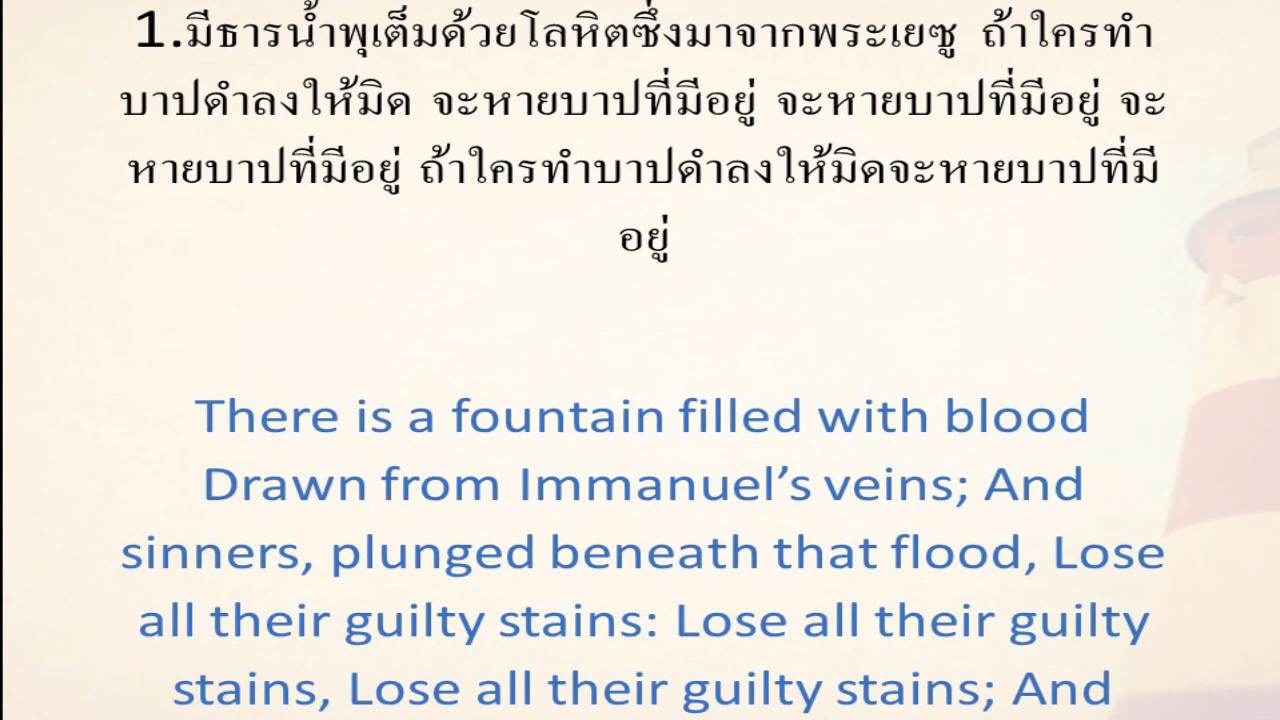 1.มีธารน้ำพุเต็มด้วยโลหิตซึ่งมาจากพระเยซู ถ้าใครทำ
บาปดำลงให้มิด จะหายบาปที่มีอยู่ จะหายบาปที่มีอยู่ จะ
หายบาปที่มีอยู่ ถ้าใครทำบาปดำลงให้มิดจะหายบาปที่มี
อยู่
There is a fountain filled with blood
Drawn from Immanuel’s veins; And
sinners, plunged beneath that flood, Lose
all their guilty stains: Lose all their guilty
stains, Lose all their guilty stains; And